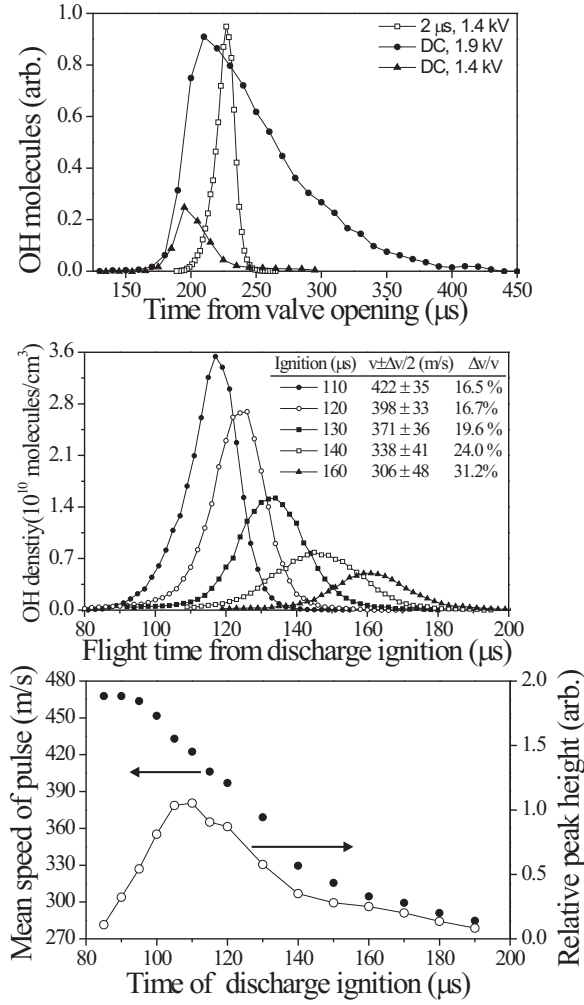 2 µs, 1.4 kV
DC, 1.9 kV
DC, 1.4 kV
OH molecules (arb.)
1.0
0.8
0.6
0.4
0.2
0.0
150 200 250 300 350 400 450
Time from valve opening (µs)
Ignition (µs) v±Δv/2 (m/s) Δv/v
110 422 ± 35 16.5 %
120 398 ± 33 16.7%
130 371 ± 36 19.6 %
140 338 ± 41 24.0 %
160 306 ± 48 31.2%
OH denstiy(10¹⁰ molecules/cm³)
3.6
2.8
2.1
1.4
0.7
0.0
80 100 120 140 160 180 200
Flight time from discharge ignition (µs)
Mean speed of pulse (m/s)
480
450
420
390
360
330
300
270
2.0
1.5
1.0
0.5
0.0
Relative peak height (arb.)
80 100 120 140 160 180 200
Time of discharge ignition (µs)